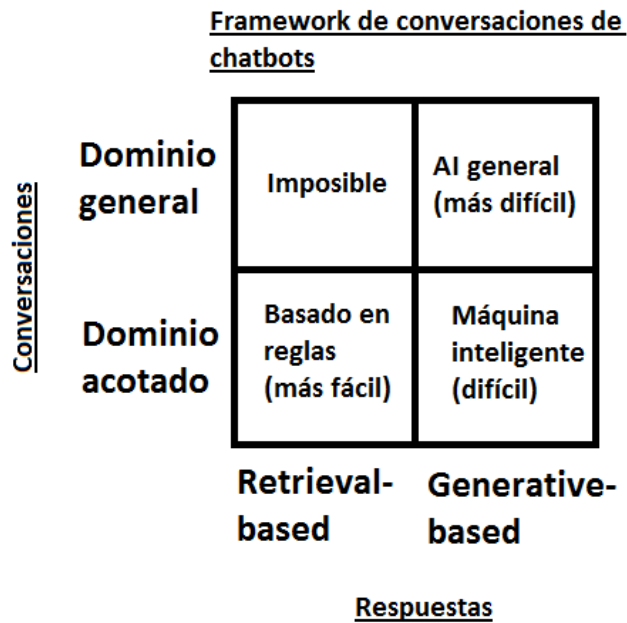 Framework de conversaciones de
chatbots
Conversaciones
Dominio
general
Imposible
AI general
(más difícil)
Dominio
acotado
Basado en
reglas
(más fácil)
Máquina
inteligente
(difícil)
Retrieval-
based
Generative-
based
Respuestas